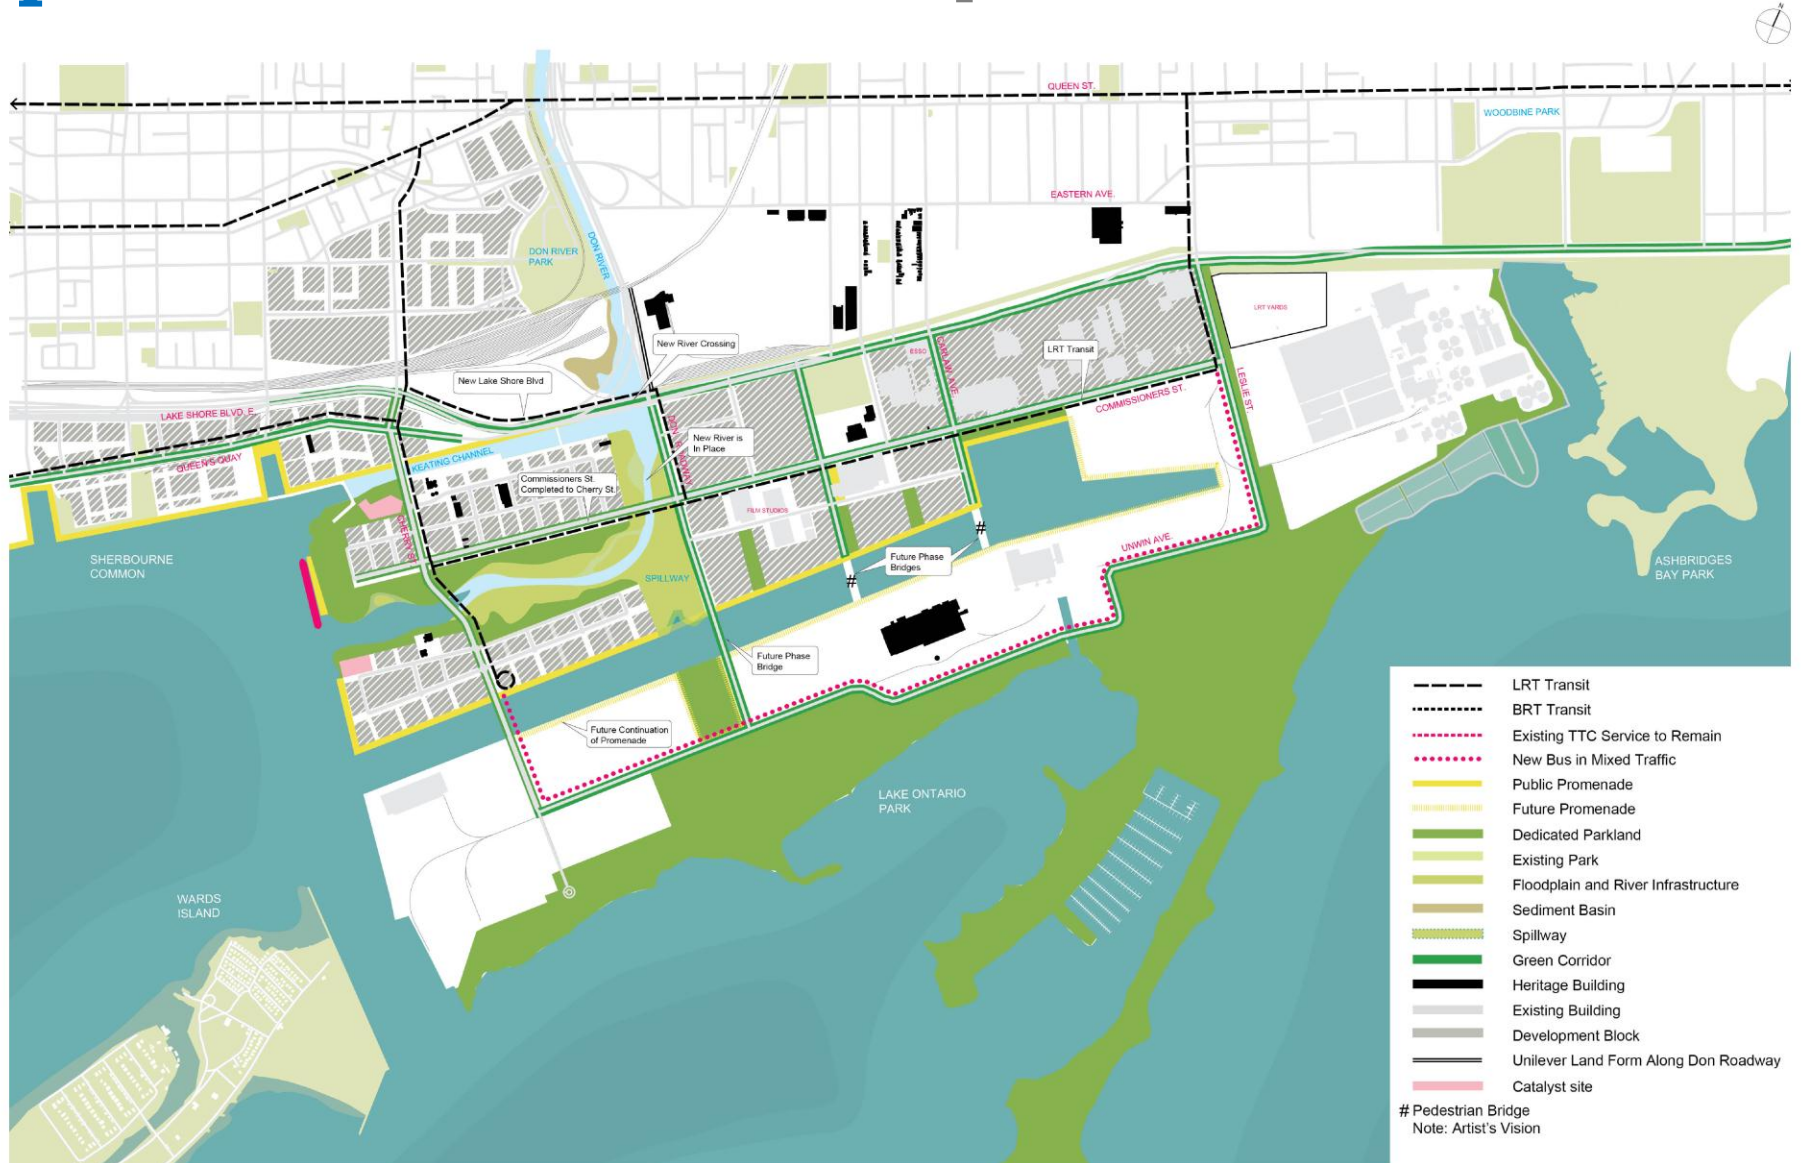 N
QUEEN ST.
WOODBINE PARK
EASTERN AVE.
DON RIVER
PARK
DON RIVER
LRT YARDS
New River Crossing
ESSO
CARLAW AVE.
LRT Transit
New Lake Shore Blvd
LESLIE ST.
COMMISSIONERS ST.
LAKE SHORE BLVD. E.
QUEEN'S QUAY
KEATING CHANNEL
New River is
In Place
Commissioners St.
Completed to Cherry St.
FILM STUDIOS
CHERRY ST.
SHERBOURNE
COMMON
#
UNWIN AVE.
Future Phase
Bridges
#
ASHBRIDGES
BAY PARK
SPILLWAY
Future Phase
Bridge
Future Continuation
of Promenade
LAKE ONTARIO
PARK
WARDS
ISLAND
LRT Transit
BRT Transit
Existing TTC Service to Remain
New Bus in Mixed Traffic
Public Promenade
Future Promenade
Dedicated Parkland
Existing Park
Floodplain and River Infrastructure
Sediment Basin
Spillway
Green Corridor
Heritage Building
Existing Building
Development Block
Unilever Land Form Along Don Roadway
Catalyst site
# Pedestrian Bridge
Note: Artist's Vision